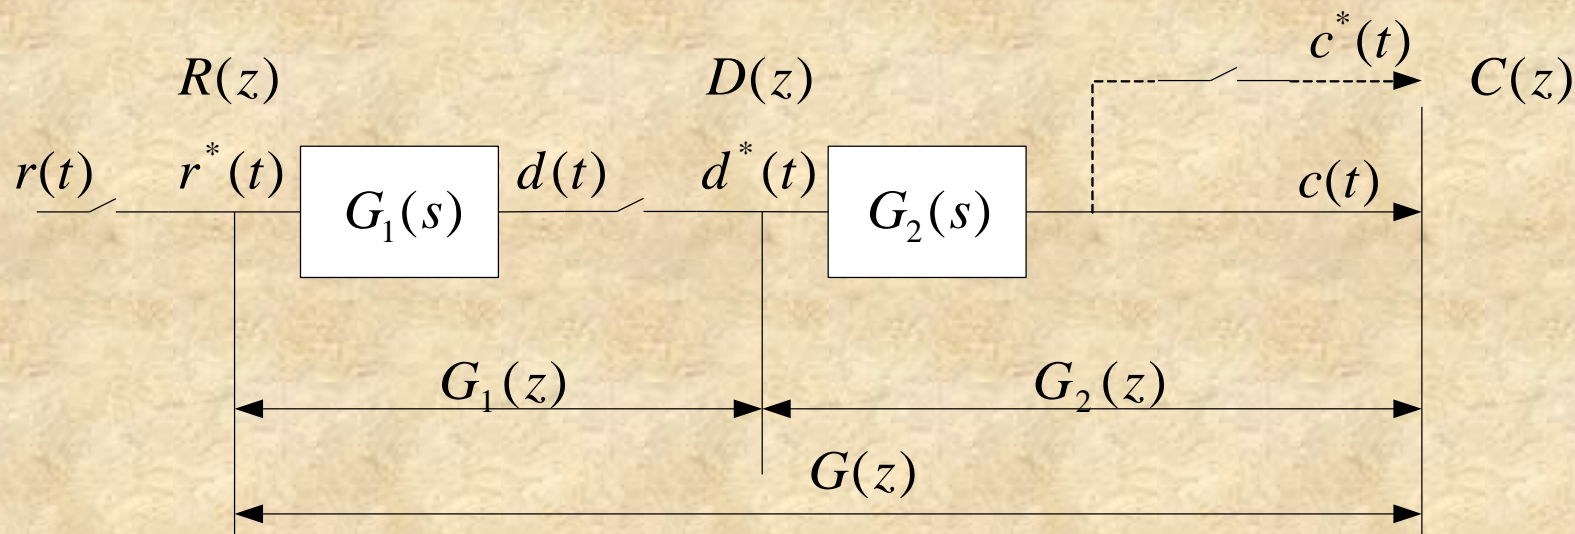 c*(t)
R(z) D(z) C(z)
r(t) r*(t) d(t) d*(t) c(t)
G₁(s) G₂(s)
G₁(z) G₂(z)
G(z)